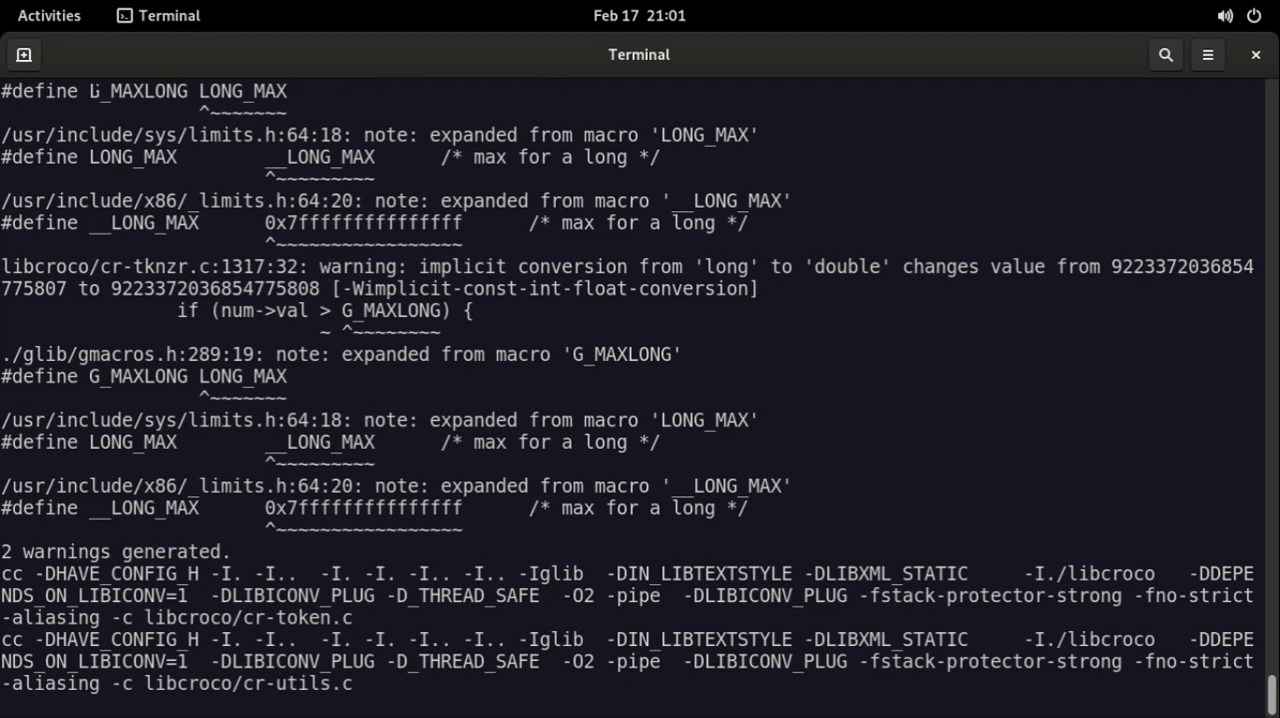 Activities Terminal Feb 17 21:01
Terminal
#define G_MAXLONG LONG_MAX
^~~~~~~~
/usr/include/sys/limits.h:64:18: note: expanded from macro 'LONG_MAX'
#define LONG_MAX        __LONG_MAX      /* max for a long */
^~~~~~~~~~
/usr/include/x86/_limits.h:64:20: note: expanded from macro '__LONG_MAX'
#define __LONG_MAX      0x7fffffffffffffff      /* max for a long */
^~~~~~~~~~~~~~~~~~
libcroco/cr-tknzr.c:1317:32: warning: implicit conversion from 'long' to 'double' changes value from 9223372036854
775807 to 9223372036854775808 [-Wimplicit-const-int-float-conversion]
if (num->val > G_MAXLONG) {
~ ^~~~~~~~~
./glib/gmacros.h:289:19: note: expanded from macro 'G_MAXLONG'
#define G_MAXLONG LONG_MAX
^~~~~~~~
/usr/include/sys/limits.h:64:18: note: expanded from macro 'LONG_MAX'
#define LONG_MAX        __LONG_MAX      /* max for a long */
^~~~~~~~~~
/usr/include/x86/_limits.h:64:20: note: expanded from macro '__LONG_MAX'
#define __LONG_MAX      0x7fffffffffffffff      /* max for a long */
^~~~~~~~~~~~~~~~~~
2 warnings generated.
cc -DHAVE_CONFIG_H -I. -I..  -I. -I. -I.. -I.. -Iglib  -DIN_LIBTEXTSTYLE -DLIBXML_STATIC     -I./libcroco   -DDEPE
NDS_ON_LIBICONV=1  -DLIBICONV_PLUG -D_THREAD_SAFE  -O2 -pipe  -DLIBICONV_PLUG -fstack-protector-strong -fno-strict
-aliasing -c libcroco/cr-token.c
cc -DHAVE_CONFIG_H -I. -I..  -I. -I. -I.. -I.. -Iglib  -DIN_LIBTEXTSTYLE -DLIBXML_STATIC     -I./libcroco   -DDEPE
NDS_ON_LIBICONV=1  -DLIBICONV_PLUG -D_THREAD_SAFE  -O2 -pipe  -DLIBICONV_PLUG -fstack-protector-strong -fno-strict
-aliasing -c libcroco/cr-utils.c